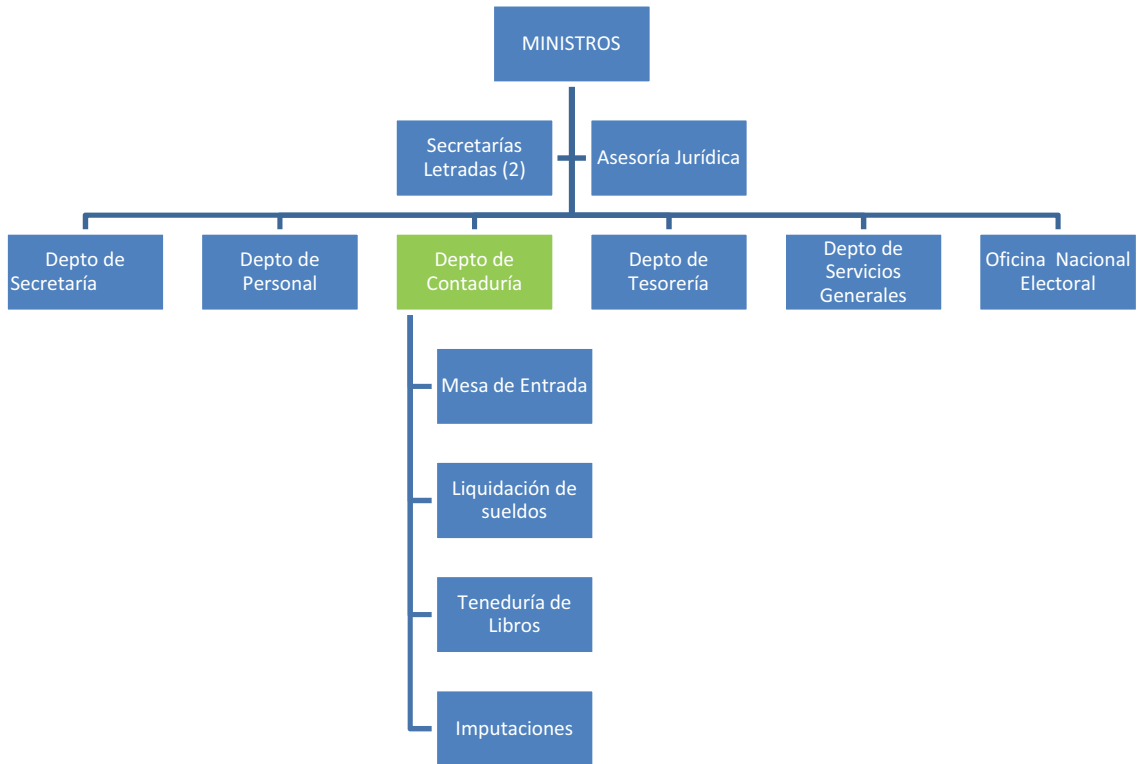 MINISTROS
Secretarías
Letradas (2)
Asesoría Jurídica
Depto de
Secretaría
Depto de
Personal
Depto de
Contaduría
Depto de
Tesorería
Depto de
Servicios
Generales
Oficina Nacional
Electoral
Mesa de Entrada
Liquidación de
sueldos
Teneduría de
Libros
Imputaciones